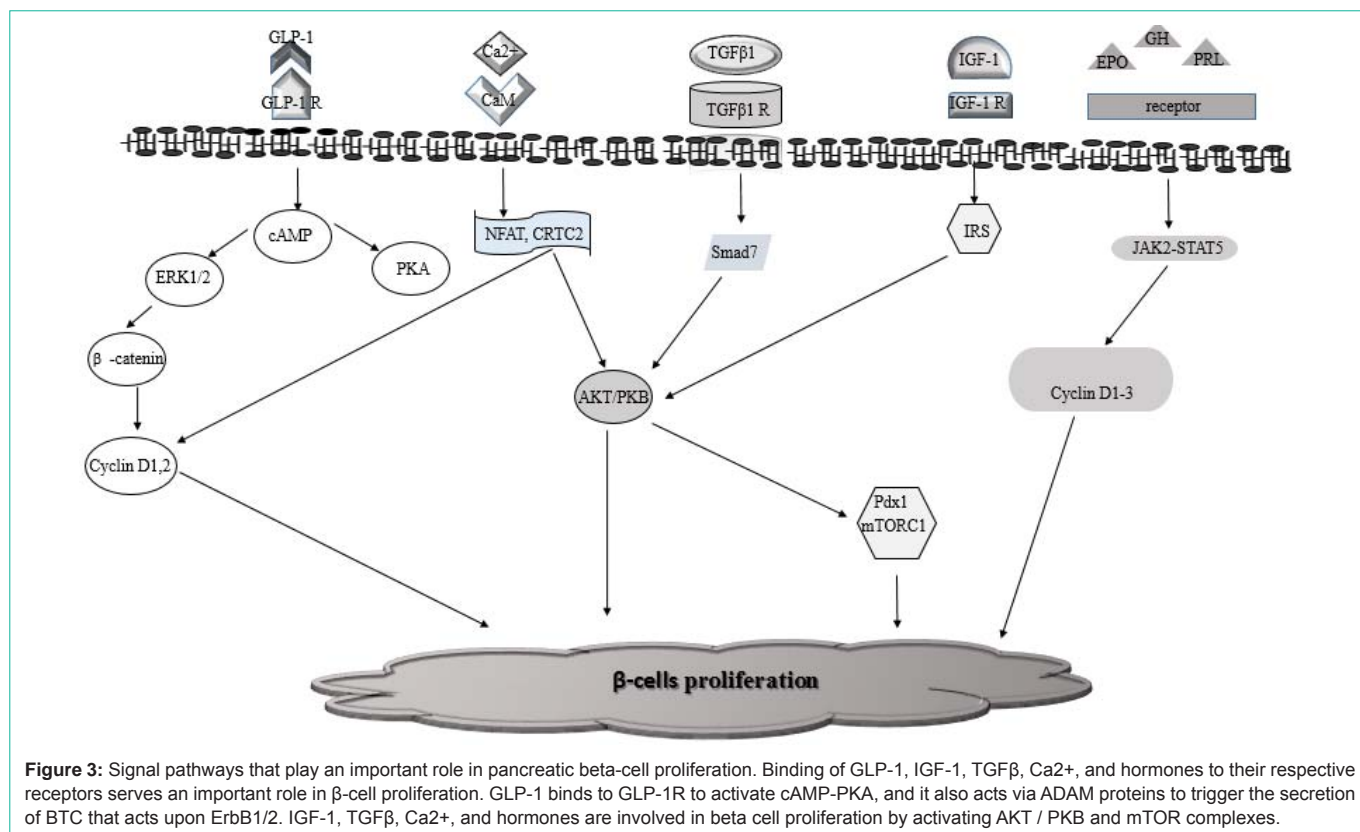 GLP-1
Ca2+
TGFβ1
IGF-1
GH
EPO
PRL
GLP-1 R
CaM
TGFβ1 R
IGF-1 R
receptor
cAMP
NFAT, CRTC2
Smad7
IRS
JAK2-STAT5
ERK1/2
PKA
β -catenin
AKT/PKB
Cyclin D1-3
Cyclin D1,2
Pdx1
mTORC1
β-cells proliferation
Figure 3: Signal pathways that play an important role in pancreatic beta-cell proliferation. Binding of GLP-1, IGF-1, TGFβ, Ca2+, and hormones to their respective
receptors serves an important role in β-cell proliferation. GLP-1 binds to GLP-1R to activate cAMP-PKA, and it also acts via ADAM proteins to trigger the secretion
of BTC that acts upon ErbB1/2. IGF-1, TGFβ, Ca2+, and hormones are involved in beta cell proliferation by activating AKT / PKB and mTOR complexes.